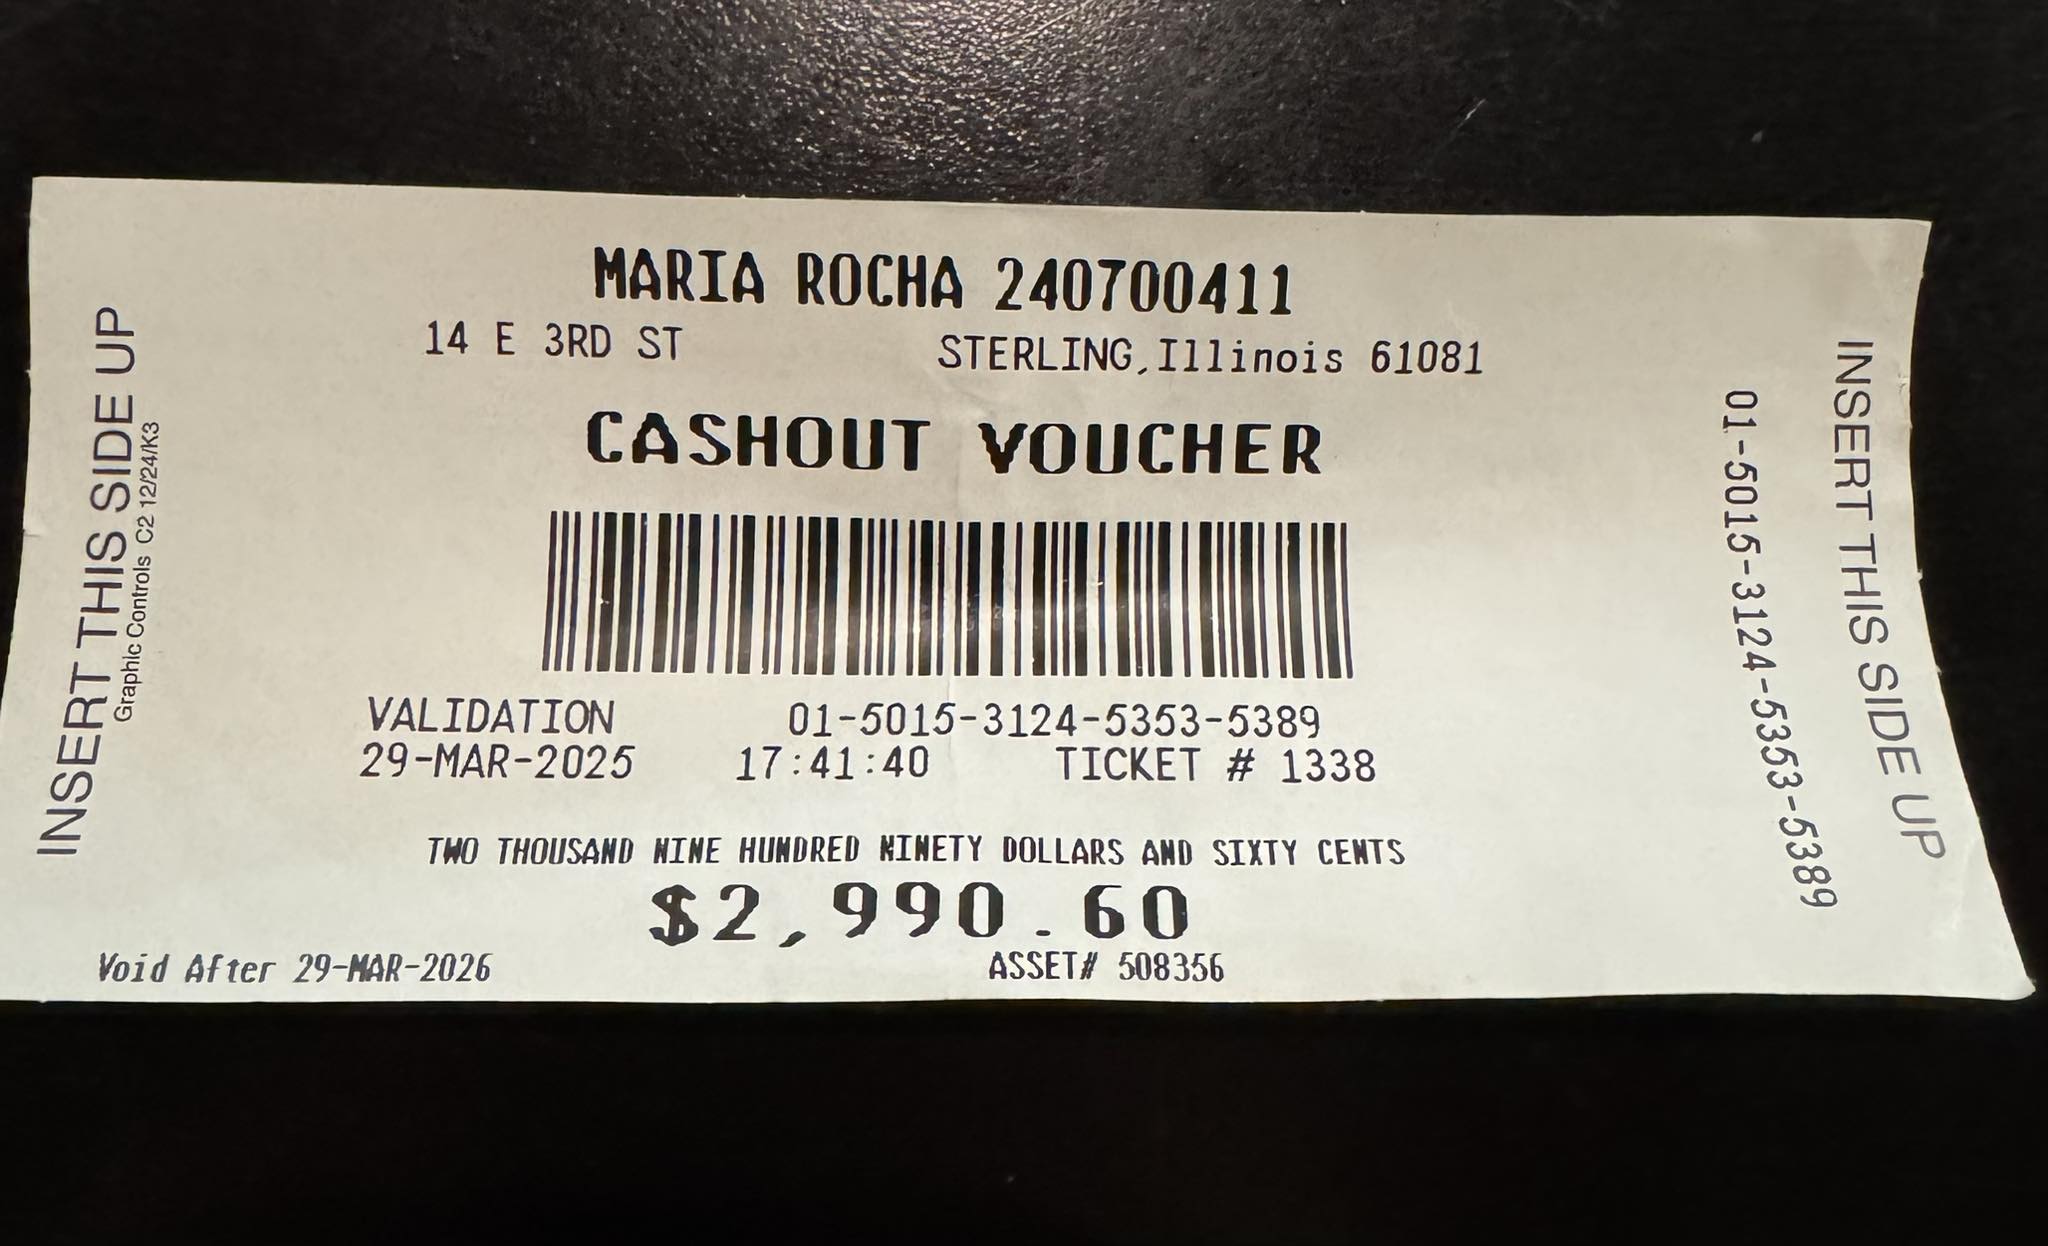 MARIA ROCHA 240700411
14 E 3RD ST STERLING,Illinois 61081
CASHOUT VOUCHER
VALIDATION 01-5015-3124-5353-5389
29-MAR-2025 17:41:40 TICKET # 1338
TWO THOUSAND NINE HUNDRED NINETY DOLLARS AND SIXTY CENTS
$2,990.60
Void After 29-MAR-2026 ASSET# 508356
INSERT THIS SIDE UP
Graphic Controls C2 12/24/K3
01-5015-3124-5353-5389
INSERT THIS SIDE UP